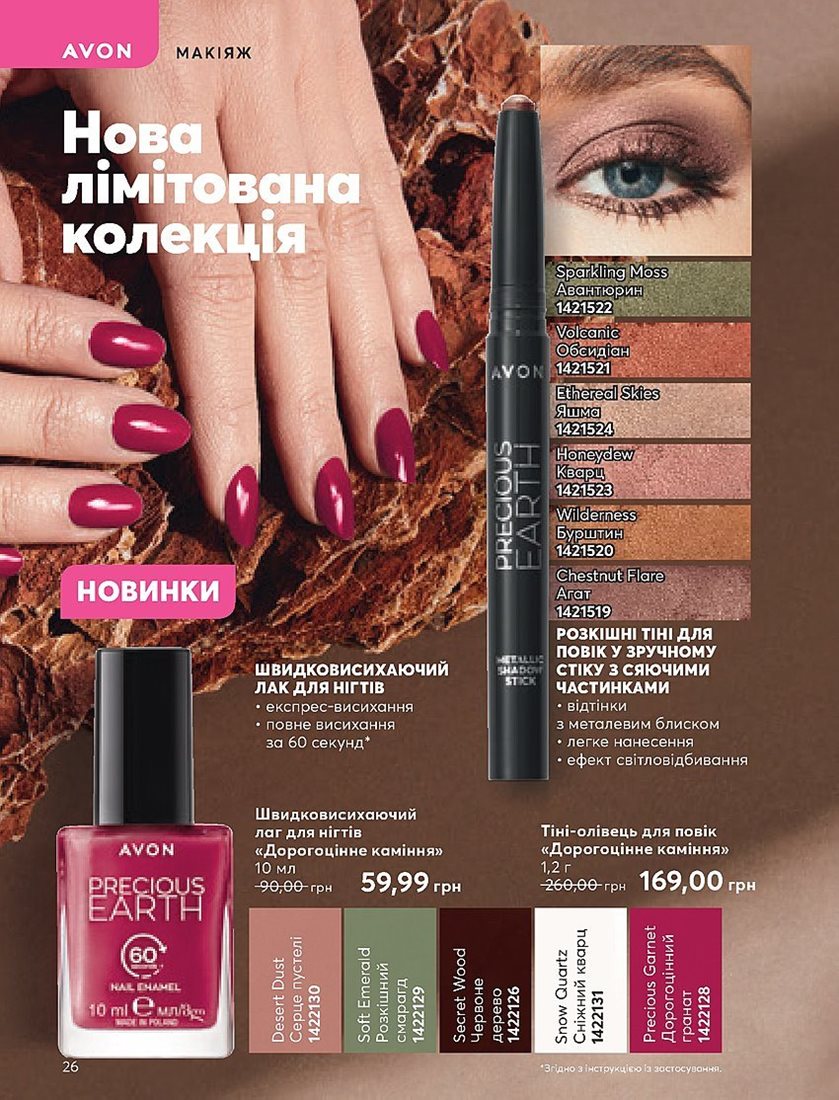 AVON
МАКІЯЖ
Нова
лімітована
колекція
Sparkling Moss
Авантюрин
1421522
Volcanic
Обсидіан
1421521
Ethereal Skies
Яшма
1421524
Honeydew
Кварц
1421523
Wilderness
Бурштин
1421520
Chestnut Flare
Агат
1421519
AVON
PRECIOUS
EARTH
METALLIC
SHADOW
STICK
НОВИНКИ
ШВИДКОВИСИХАЮЧИЙ
ЛАК ДЛЯ НІГТІВ
• експрес-висихання
• повне висихання
за 60 секунд*
РОЗКІШНІ ТІНІ ДЛЯ
ПОВІК У ЗРУЧНОМУ
СТІКУ З СЯЮЧИМИ
ЧАСТИНКАМИ
• відтінки
з металевим блиском
• легке нанесення
• ефект світловідбивання
Швидковисихаючий
лаг для нігтів
«Дорогоцінне каміння»
10 мл
90,00 грн 59,99 грн
Тіні-олівець для повік
«Дорогоцінне каміння»
1,2 г
260,00 грн 169,00 грн
AVON
PRECIOUS
EARTH
60
NAIL ENAMEL
10 ml e мл
MADE IN POLAND
Desert Dust
Серце пустелі
1422130
Soft Emerald
Розкішний
смарагд
1422129
Secret Wood
Червоне
дерево
1422126
Snow Quartz
Сніжний кварц
1422131
Precious Garnet
Дорогоцінний
гранат
1422128
26
*Згідно з інструкцією із застосування.